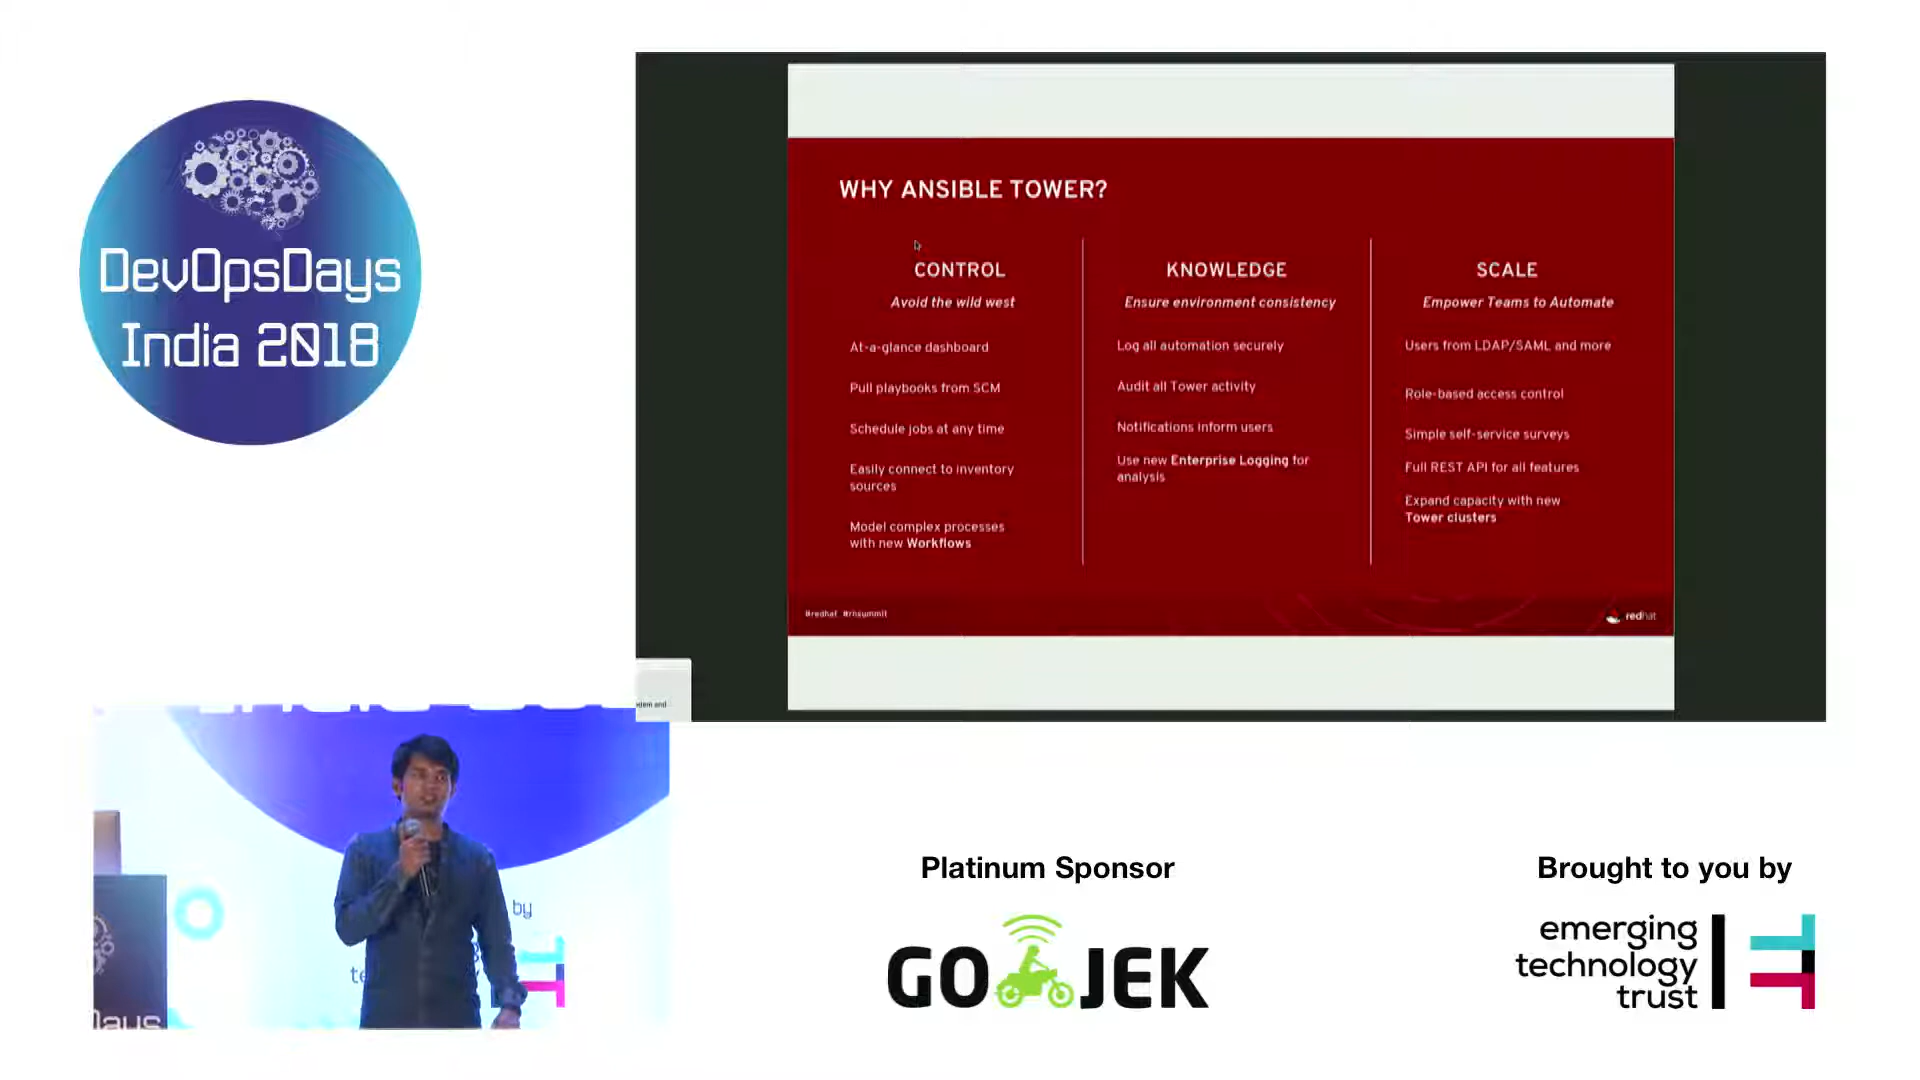 DevOpsDays
India 2018
WHY ANSIBLE TOWER?
CONTROL
Avoid the wild west
At-a-glance dashboard
Pull playbooks from SCM
Schedule jobs at any time
Easily connect to inventory
sources
Model complex processes
with new Workflows
KNOWLEDGE
Ensure environment consistency
Log all automation securely
Audit all Tower activity
Notifications inform users
Use new Enterprise Logging for
analysis
SCALE
Empower Teams to Automate
Users from LDAP/SAML and more
Role-based access control
Simple self-service surveys
Full REST API for all features
Expand capacity with new
Tower clusters
#redhat #rhsummit
redhat
by
Days
Platinum Sponsor
GO JEK
Brought to you by
emerging
technology
trust